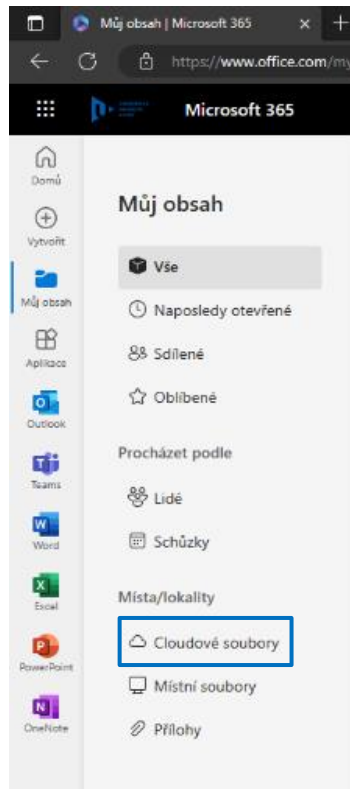 Můj obsah | Microsoft 365
https://www.office.com/my
Microsoft 365
Domů
Vytvořit
Můj obsah
Aplikace
Outlook
Teams
Word
Excel
PowerPoint
OneNote
Můj obsah
Vše
Naposledy otevřené
Sdílené
Oblíbené
Procházet podle
Lidé
Schůzky
Místa/lokality
Cloudové soubory
Místní soubory
Přílohy